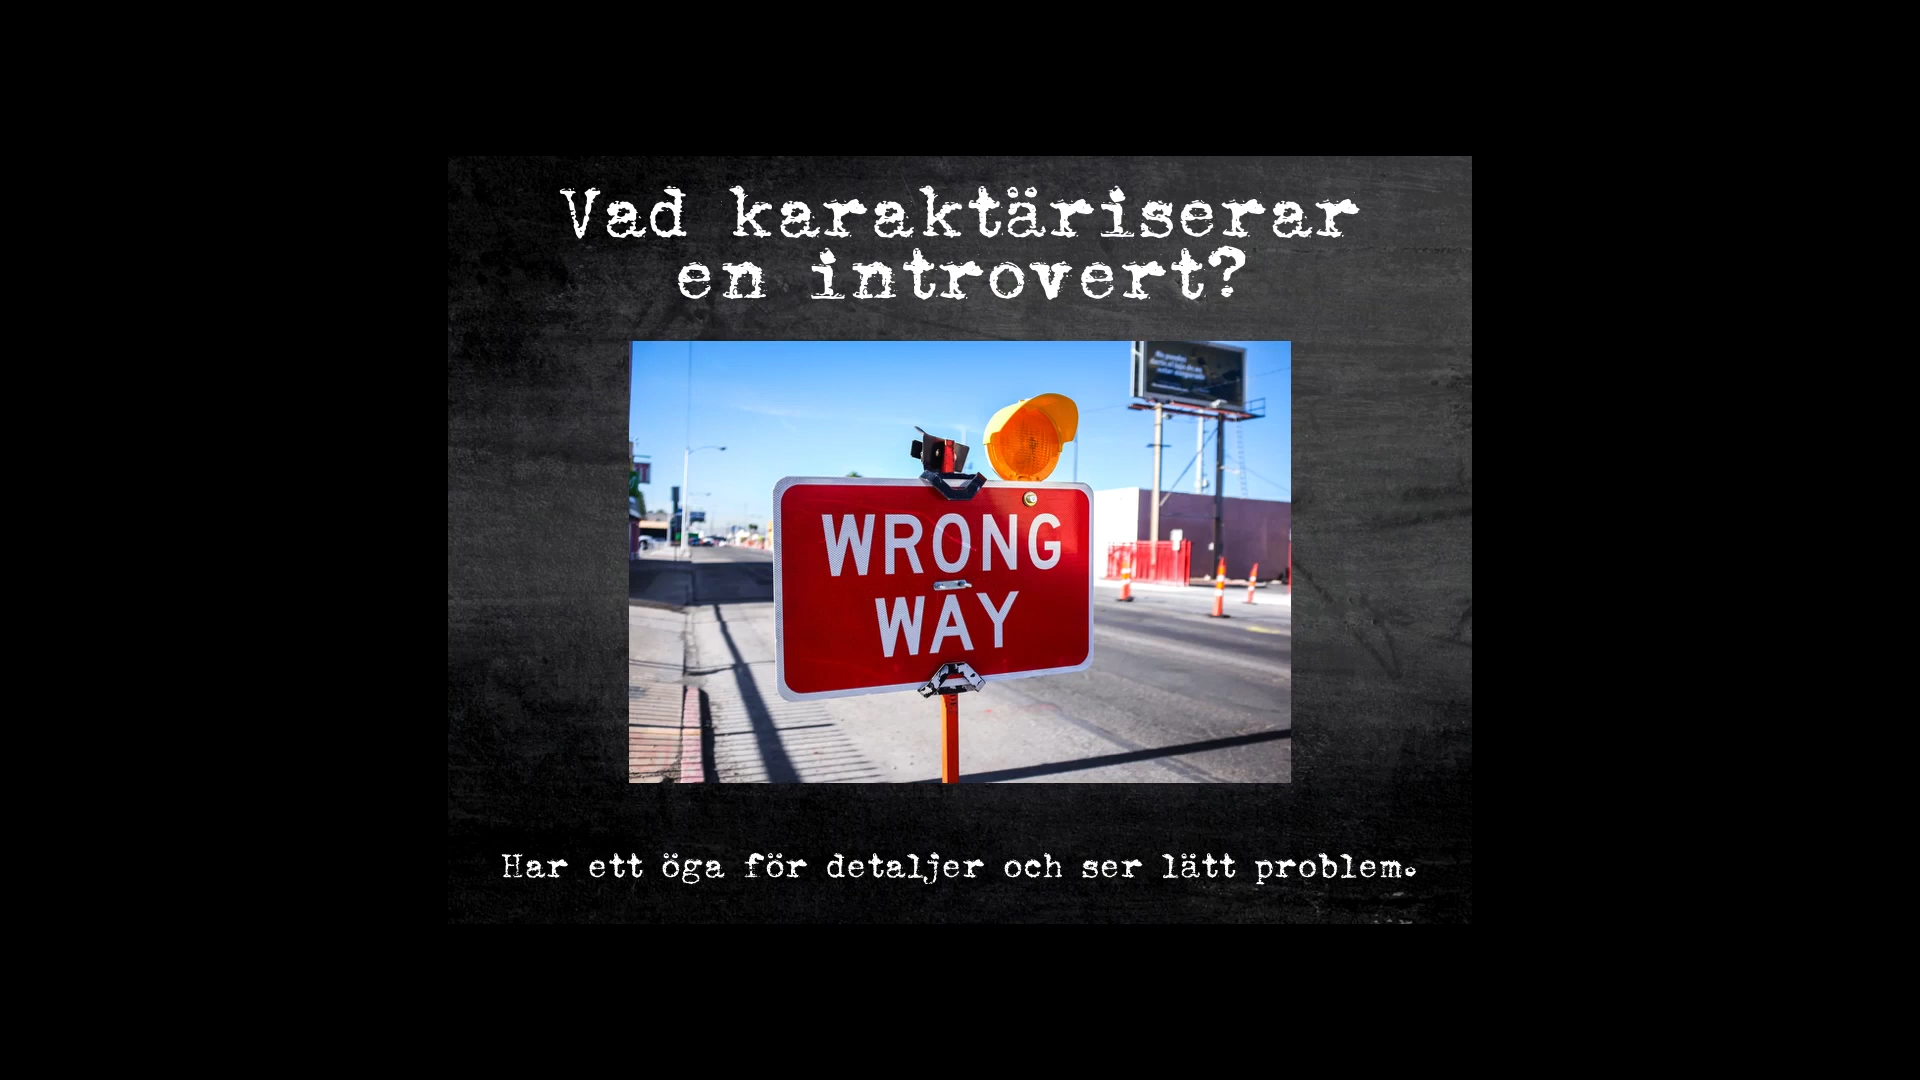 Vad karaktäriserar
en introvert?
WRONG
WAY
Har ett öga för detaljer och ser lätt problem.